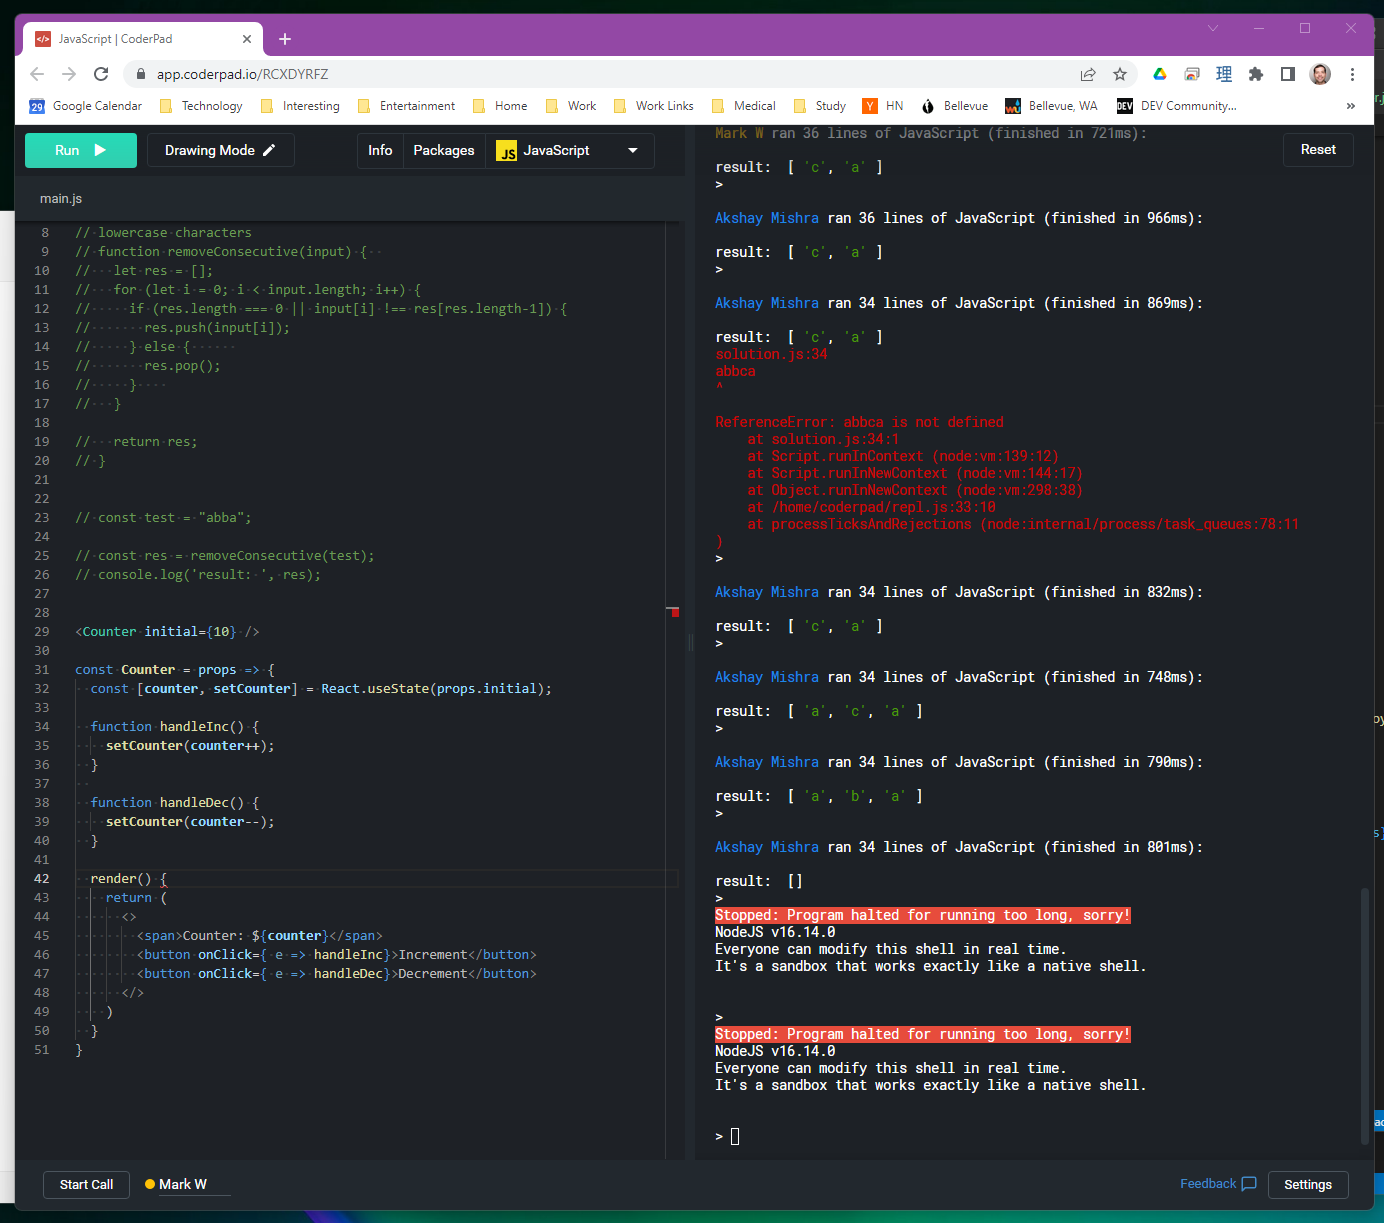 JavaScript | CoderPad
app.coderpad.io/RCXDYRFZ
29 Google Calendar Technology Interesting Entertainment Home Work Work Links Medical Study Y HN Bellevue Bellevue, WA DEV DEV Community... »
Run Drawing Mode Info Packages JS JavaScript
main.js
8 // lowercase characters
9 // function removeConsecutive(input) {
10 //   let res = [];
11 //   for (let i = 0; i < input.length; i++) {
12 //     if (res.length === 0 || input[i] !== res[res.length-1]) {
13 //       res.push(input[i]);
14 //     } else {
15 //       res.pop();
16 //     }
17 //   }
18
19 //   return res;
20 // }
21
22
23 // const test = "abba";
24
25 // const res = removeConsecutive(test);
26 // console.log('result: ', res);
27
28
29 <Counter initial={10} />
30
31 const Counter = props => {
32   const [counter, setCounter] = React.useState(props.initial);
33
34   function handleInc() {
35     setCounter(counter++);
36   }
37
38   function handleDec() {
39     setCounter(counter--);
40   }
41
42   render() {
43     return (
44       <>
45         <span>Counter: ${counter}</span>
46         <button onClick={ e => handleInc}>Increment</button>
47         <button onClick={ e => handleDec}>Decrement</button>
48       </>
49     )
50   }
51 }
Mark W ran 36 lines of JavaScript (finished in 721ms):
Reset
result:  [ 'c', 'a' ]
>
Akshay Mishra ran 36 lines of JavaScript (finished in 966ms):
result:  [ 'c', 'a' ]
>
Akshay Mishra ran 34 lines of JavaScript (finished in 869ms):
result:  [ 'c', 'a' ]
solution.js:34
abbca
^
ReferenceError: abbca is not defined
    at solution.js:34:1
    at Script.runInContext (node:vm:139:12)
    at Script.runInNewContext (node:vm:144:17)
    at Object.runInNewContext (node:vm:298:38)
    at /home/coderpad/repl.js:33:10
    at processTicksAndRejections (node:internal/process/task_queues:78:11
)
>
Akshay Mishra ran 34 lines of JavaScript (finished in 832ms):
result:  [ 'c', 'a' ]
>
Akshay Mishra ran 34 lines of JavaScript (finished in 748ms):
result:  [ 'a', 'c', 'a' ]
>
Akshay Mishra ran 34 lines of JavaScript (finished in 790ms):
result:  [ 'a', 'b', 'a' ]
>
Akshay Mishra ran 34 lines of JavaScript (finished in 801ms):
result:  []
>
Stopped: Program halted for running too long, sorry!
NodeJS v16.14.0
Everyone can modify this shell in real time.
It's a sandbox that works exactly like a native shell.
>
Stopped: Program halted for running too long, sorry!
NodeJS v16.14.0
Everyone can modify this shell in real time.
It's a sandbox that works exactly like a native shell.
>
Start Call Mark W Feedback Settings